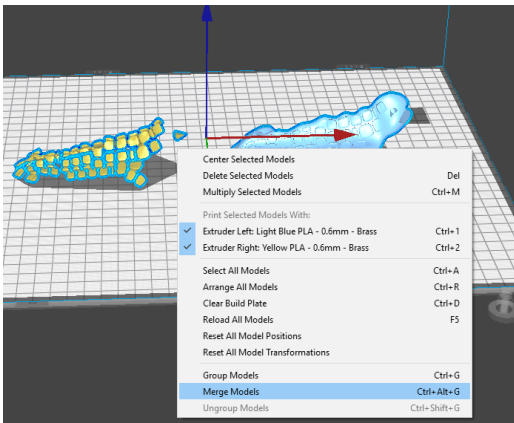 Center Selected Models
Delete Selected Models Del
Multiply Selected Models Ctrl+M
Print Selected Models With:
Extruder Left: Light Blue PLA - 0.6mm - Brass Ctrl+1
Extruder Right: Yellow PLA - 0.6mm - Brass Ctrl+2
Select All Models Ctrl+A
Arrange All Models Ctrl+R
Clear Build Plate Ctrl+D
Reload All Models F5
Reset All Model Positions
Reset All Model Transformations
Group Models Ctrl+G
Merge Models Ctrl+Alt+G
Ungroup Models Ctrl+Shift+G